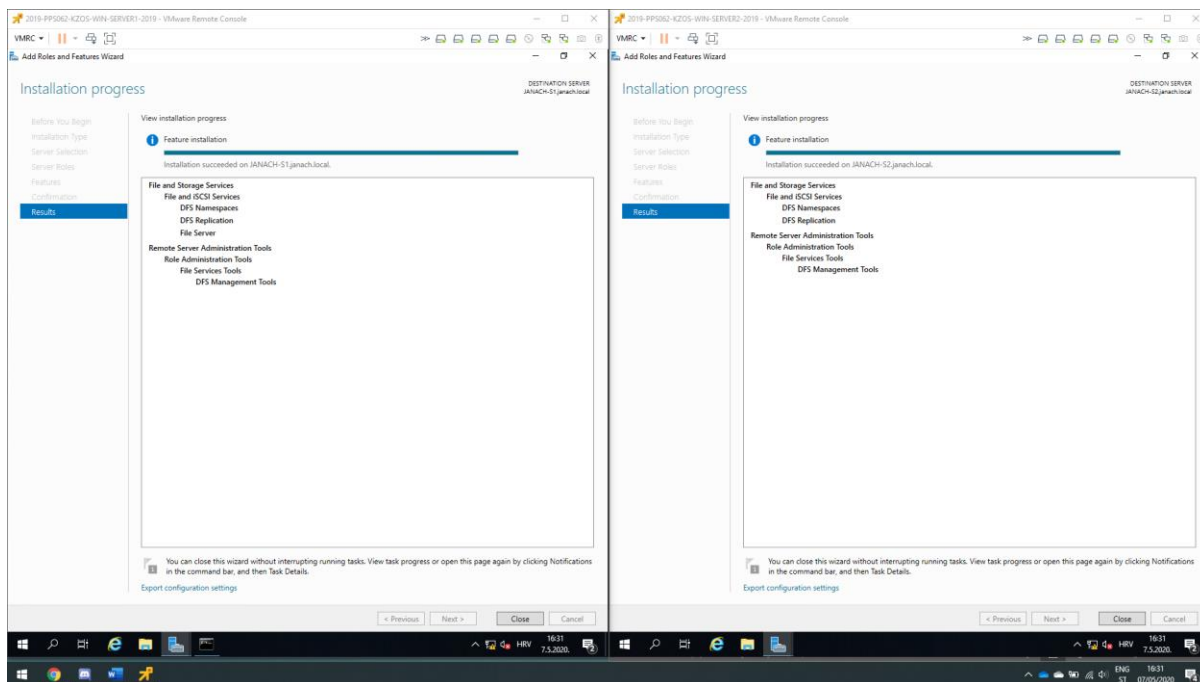 2019-PPS062-KZOS-WIN-SERVER1-2019 - VMware Remote Console
VMRC
Add Roles and Features Wizard
Installation progress
DESTINATION SERVER
JANACH-S1.janach.local
Before You Begin
Installation Type
Server Selection
Server Roles
Features
Confirmation
Results
View installation progress
Feature installation
Installation succeeded on JANACH-S1.janach.local.
File and Storage Services
File and iSCSI Services
DFS Namespaces
DFS Replication
File Server
Remote Server Administration Tools
Role Administration Tools
File Services Tools
DFS Management Tools
You can close this wizard without interrupting running tasks. View task progress or open this page again by clicking Notifications
in the command bar, and then Task Details.
Export configuration settings
< Previous Next > Close Cancel
HRV
16:31
7.5.2020.
2
2019-PPS062-KZOS-WIN-SERVER2-2019 - VMware Remote Console
VMRC
Add Roles and Features Wizard
Installation progress
DESTINATION SERVER
JANACH-S2.janach.local
Before You Begin
Installation Type
Server Selection
Server Roles
Features
Confirmation
Results
View installation progress
Feature installation
Installation succeeded on JANACH-S2.janach.local.
File and Storage Services
File and iSCSI Services
DFS Namespaces
DFS Replication
Remote Server Administration Tools
Role Administration Tools
File Services Tools
DFS Management Tools
You can close this wizard without interrupting running tasks. View task progress or open this page again by clicking Notifications
in the command bar, and then Task Details.
Export configuration settings
< Previous Next > Close Cancel
HRV
16:31
7.5.2020.
ENG
ST
16:31
07/05/2020